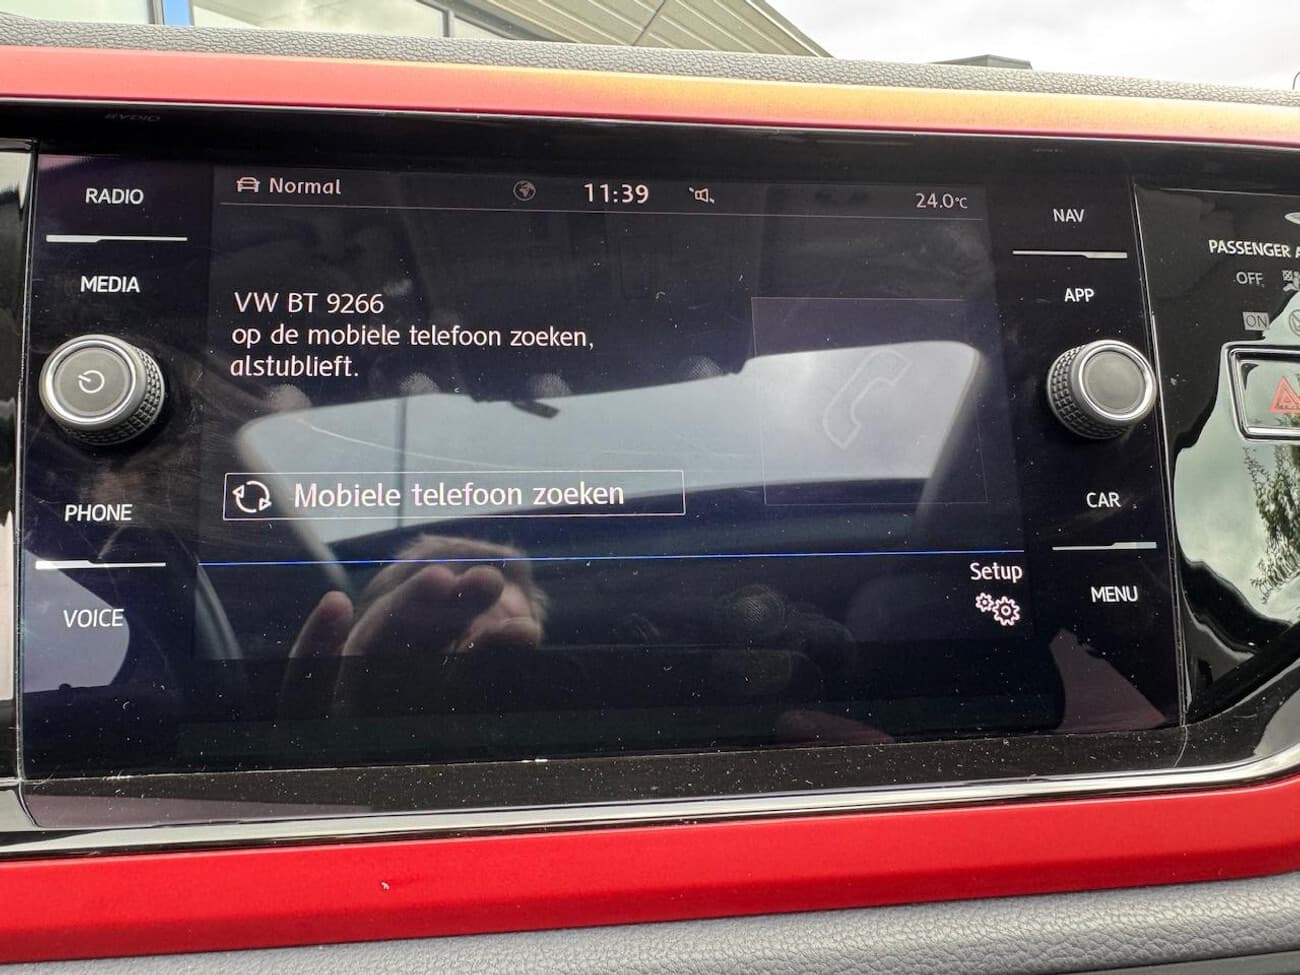 RADIO
MEDIA
PHONE
VOICE
Normal
11:39
24.0°C
VW BT 9266
op de mobiele telefoon zoeken,
alstublieft.
Mobiele telefoon zoeken
Setup
NAV
APP
CAR
MENU
PASSENGER A
OFF
ON